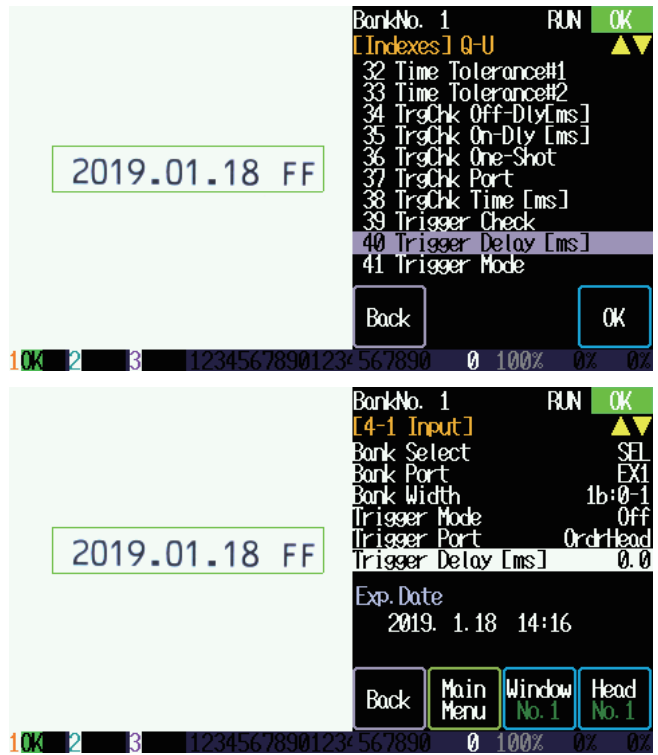 BankNo. 1 RUN OK
[Indexes] Q-U ▲▼
32 Time Tolerance#1
33 Time Tolerance#2
34 TrgChk Off-Dly[ms]
35 TrgChk On-Dly [ms]
36 TrgChk One-Shot
37 TrgChk Port
38 TrgChk Time [ms]
39 Trigger Check
40 Trigger Delay [ms]
41 Trigger Mode
2019.01.18 FF
Back OK
1 OK 2 3 12345678901234567890 0 100% 0% 0%
BankNo. 1 RUN OK
[4-1 Input] ▲▼
Bank Select SEL
Bank Port EX1
Bank Width 1b:0-1
Trigger Mode Off
Trigger Port OrdrHead
Trigger Delay [ms] 0.0
2019.01.18 FF
Exp.Date
2019. 1.18 14:16
Back Main Menu Window No.1 Head No.1
1 OK 2 3 12345678901234567890 0 100% 0% 0%